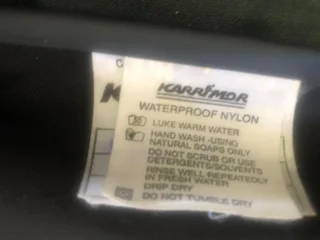 KARRIMOR
WATERPROOF NYLON
LUKE WARM WATER
HAND WASH -USING
NATURAL SOAPS ONLY
DO NOT SCRUB OR USE
DETERGENTS/SOLVENTS
RINSE WELL REPEATEDLY
IN FRESH WATER
DRIP DRY
DO NOT TUMBLE DRY